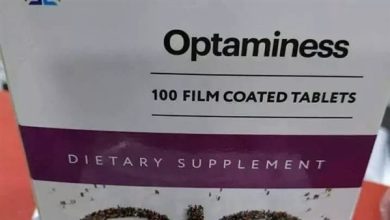 Optaminess
100 FILM COATED TABLETS
DIETARY SUPPLEMENT